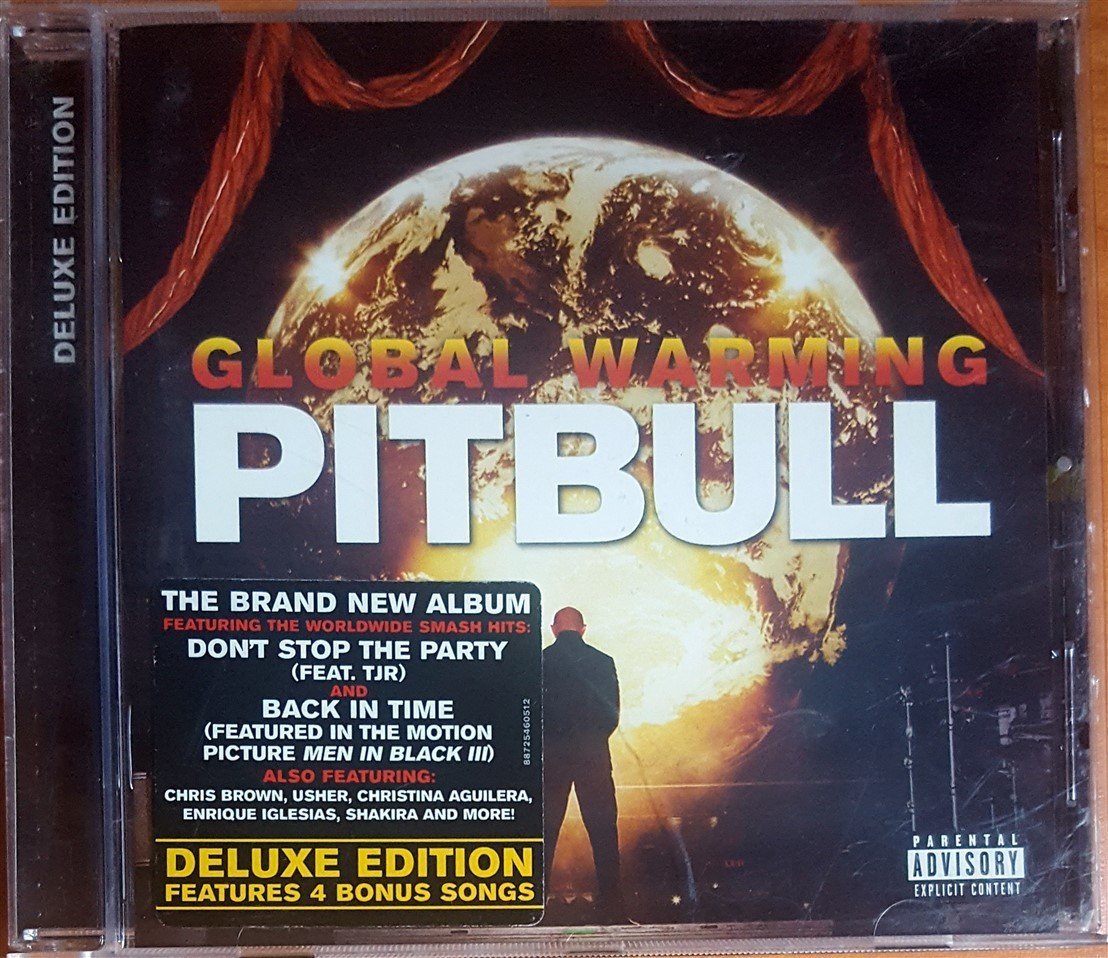 DELUXE EDITION
GLOBAL WARMING
PITBULL
THE BRAND NEW ALBUM
FEATURING THE WORLDWIDE SMASH HITS:
DON'T STOP THE PARTY
(FEAT. TJR)
AND
BACK IN TIME
(FEATURED IN THE MOTION
PICTURE MEN IN BLACK III)
ALSO FEATURING:
CHRIS BROWN, USHER, CHRISTINA AGUILERA,
ENRIQUE IGLESIAS, SHAKIRA AND MORE!
88725460512
DELUXE EDITION
FEATURES 4 BONUS SONGS
PARENTAL
ADVISORY
EXPLICIT CONTENT